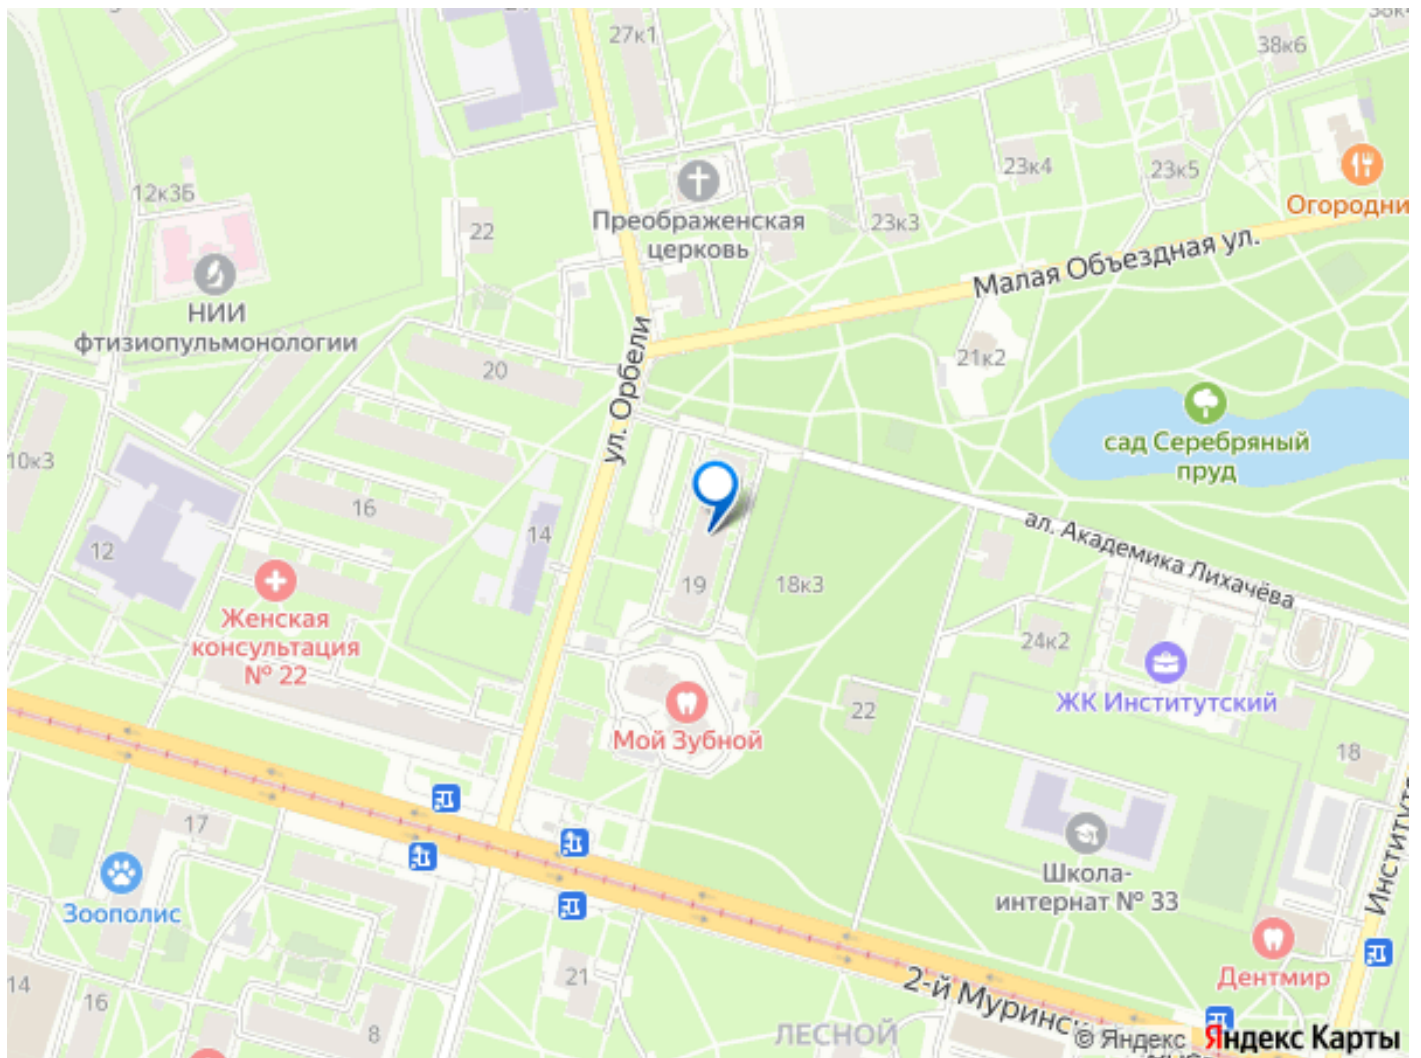 27к1
38к6
12к3Б
22
Преображенская
церковь
23к3
23к4
23к5
Огородни
Малая Объездная ул.
НИИ
фтизиопульмонологии
ул. Орбели
20
21к2
сад Серебряный
пруд
10к3
16
14
12
19
18к3
ал. Академика Лихачёва
Женская
консультация
№ 22
24к2
ЖК Институтский
Мой Зубной
22
18
17
Зоополис
Школа-
интернат № 33
Институтс
Дентмир
14
16
8
21
2-й Муринск
ЛЕСНОЙ
© Яндекс Яндекс Карты